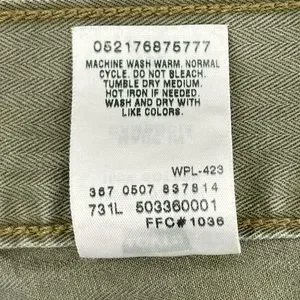 052176875777
MACHINE WASH WARM. NORMAL
CYCLE. DO NOT BLEACH.
TUMBLE DRY MEDIUM.
HOT IRON IF NEEDED.
WASH AND DRY WITH
LIKE COLORS.
WPL-423
367 0507 837814
731L 503360001
FFC#1036